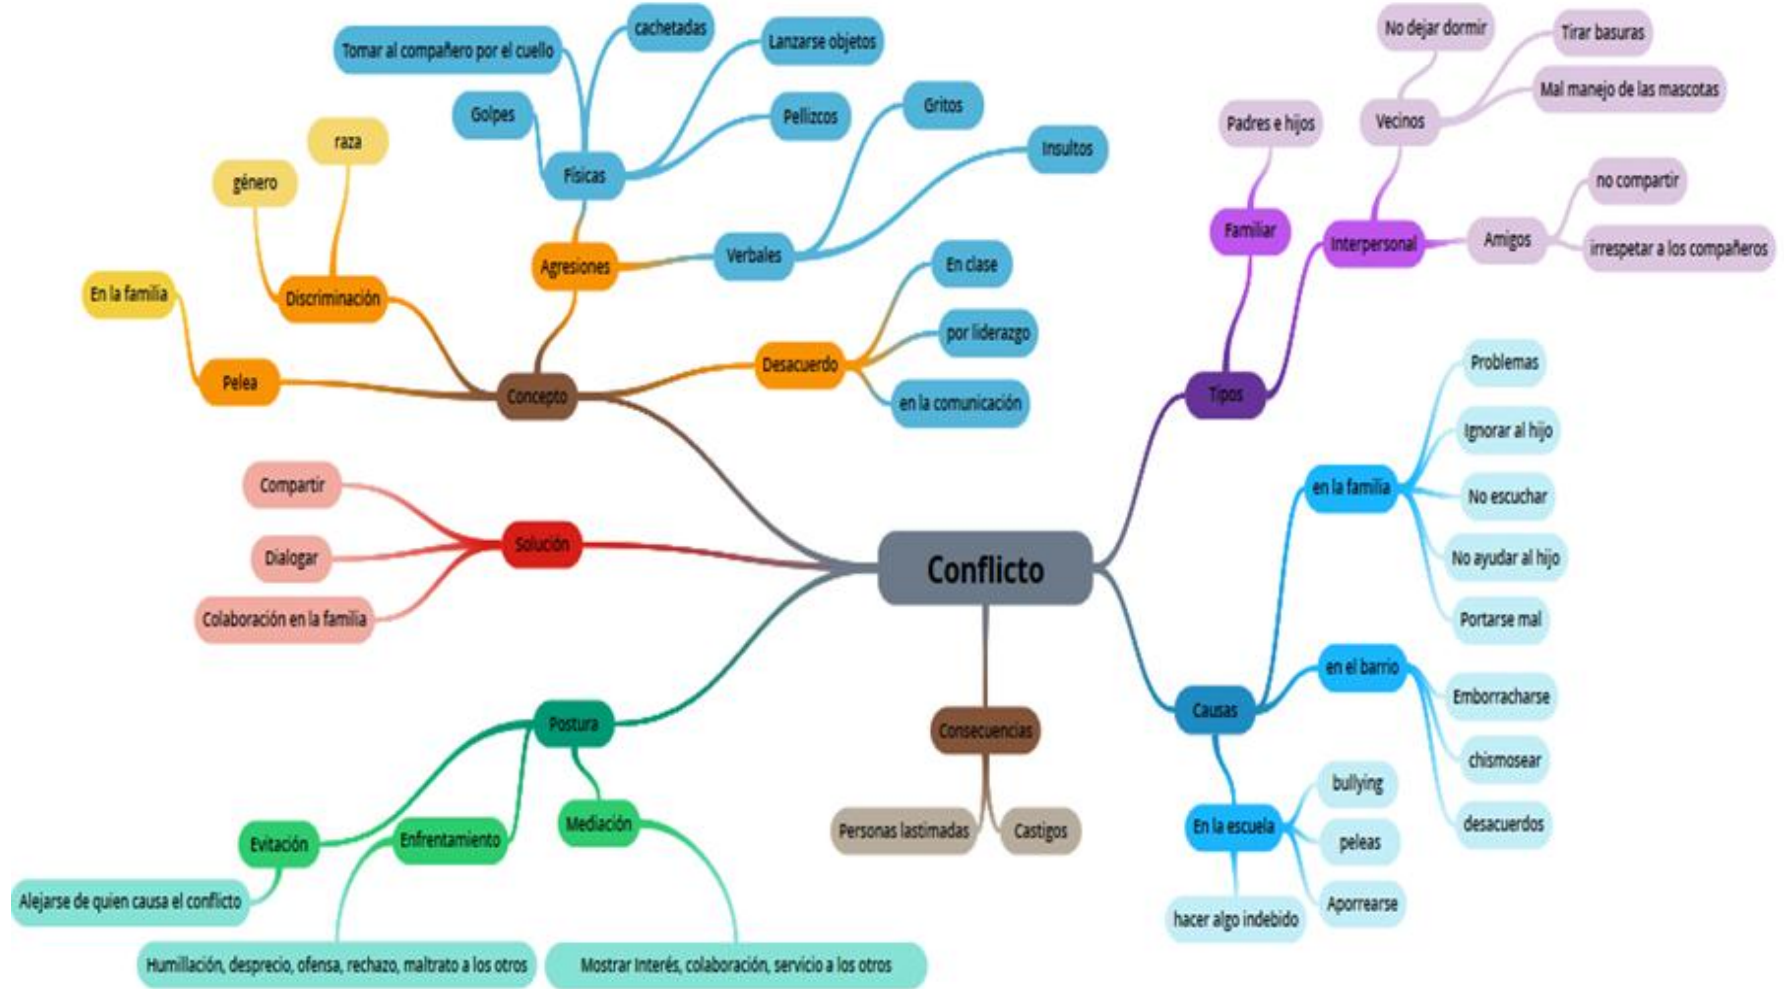 Conflicto
Concepto
Pelea
En la familia
Discriminación
género
raza
Agresiones
Físicas
Golpes
Tomar al compañero por el cuello
cachetadas
Lanzarse objetos
Pellizcos
Verbales
Gritos
Insultos
Desacuerdo
En clase
por liderazgo
en la comunicación
Tipos
Familiar
Padres e hijos
Interpersonal
Vecinos
No dejar dormir
Tirar basuras
Mal manejo de las mascotas
Amigos
no compartir
irrespetar a los compañeros
Solución
Compartir
Dialogar
Colaboración en la familia
Postura
Evitación
Alejarse de quien causa el conflicto
Enfrentamiento
Humillación, desprecio, ofensa, rechazo, maltrato a los otros
Mediación
Mostrar Interés, colaboración, servicio a los otros
Consecuencias
Personas lastimadas
Castigos
Causas
en la familia
Problemas
Ignorar al hijo
No escuchar
No ayudar al hijo
Portarse mal
en el barrio
Emborracharse
chismosear
desacuerdos
En la escuela
bullying
peleas
Aporrearse
hacer algo indebido